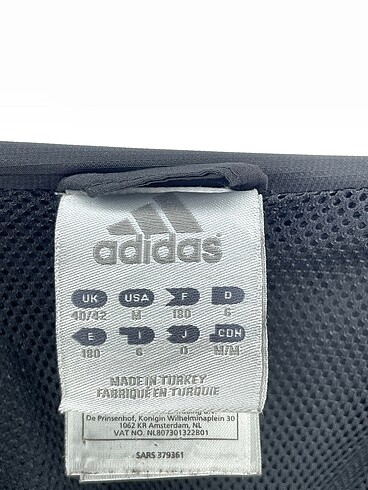 adidas
UK USA F D
40/42 M 180 6
E I J CDN
180 6 O M/M
MADE IN TURKEY
FABRIQUÉ EN TURQUIE
De Prinsenhof, Konigin Wilhelminaplein 30
1062 KR Amsterdam, NL
VAT NO. NL807301322B01
SARS 379361